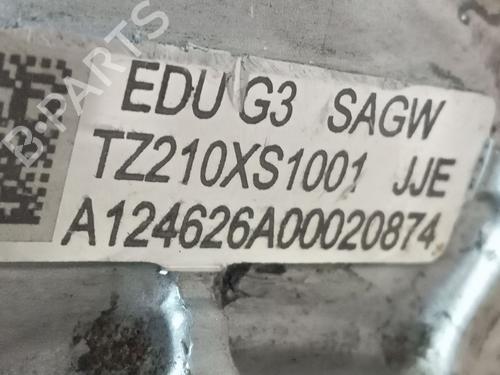 B-PARTS
EDU G3 SAGW
TZ210XS1001 JJE
A124626A00020874